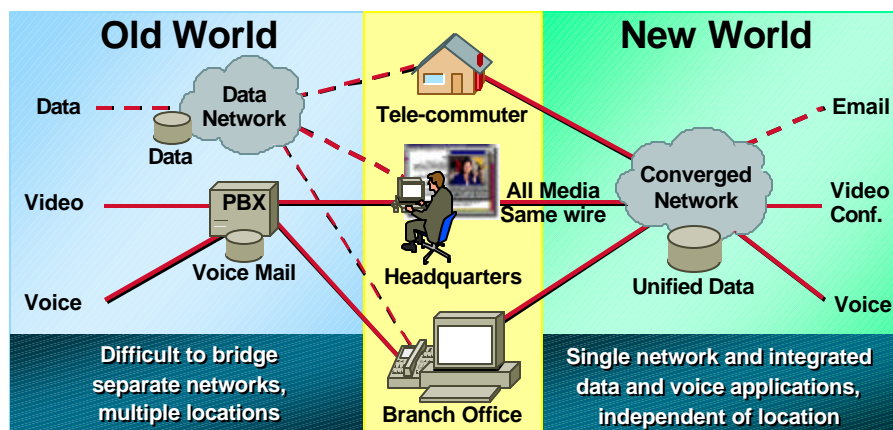 Old World
New World
Data
Data
Network
Data
Video
PBX
Voice Mail
Voice
Tele-commuter
Headquarters
All Media
Same wire
Branch Office
Converged
Network
Unified Data
Email
Video
Conf.
Voice
Difficult to bridge
separate networks,
multiple locations
Single network and integrated
data and voice applications,
independent of location